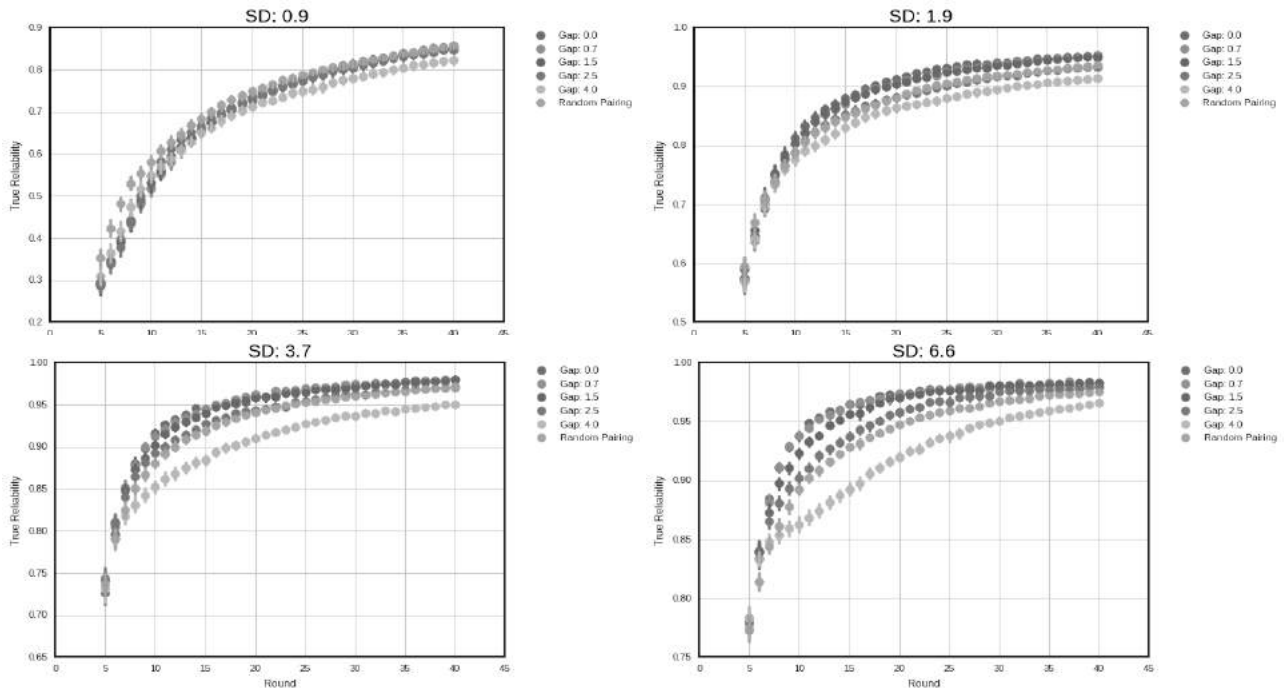 SD: 0.9
0.9
0.8
0.7
0.6
0.5
0.4
0.3
0.2
True Reliability
0 5 10 15 20 25 30 35 40 45
Gap: 0.0
Gap: 0.7
Gap: 1.5
Gap: 2.5
Gap: 4.0
Random Pairing
SD: 1.9
1.0
0.9
0.8
0.7
0.6
0.5
True Reliability
0 5 10 15 20 25 30 35 40 45
Gap: 0.0
Gap: 0.7
Gap: 1.5
Gap: 2.5
Gap: 4.0
Random Pairing
SD: 3.7
1.00
0.95
0.90
0.85
0.80
0.75
0.70
0.65
True Reliability
0 5 10 15 20 25 30 35 40 45
Round
Gap: 0.0
Gap: 0.7
Gap: 1.5
Gap: 2.5
Gap: 4.0
Random Pairing
SD: 6.6
1.00
0.95
0.90
0.85
0.80
0.75
True Reliability
0 5 10 15 20 25 30 35 40 45
Round
Gap: 0.0
Gap: 0.7
Gap: 1.5
Gap: 2.5
Gap: 4.0
Random Pairing